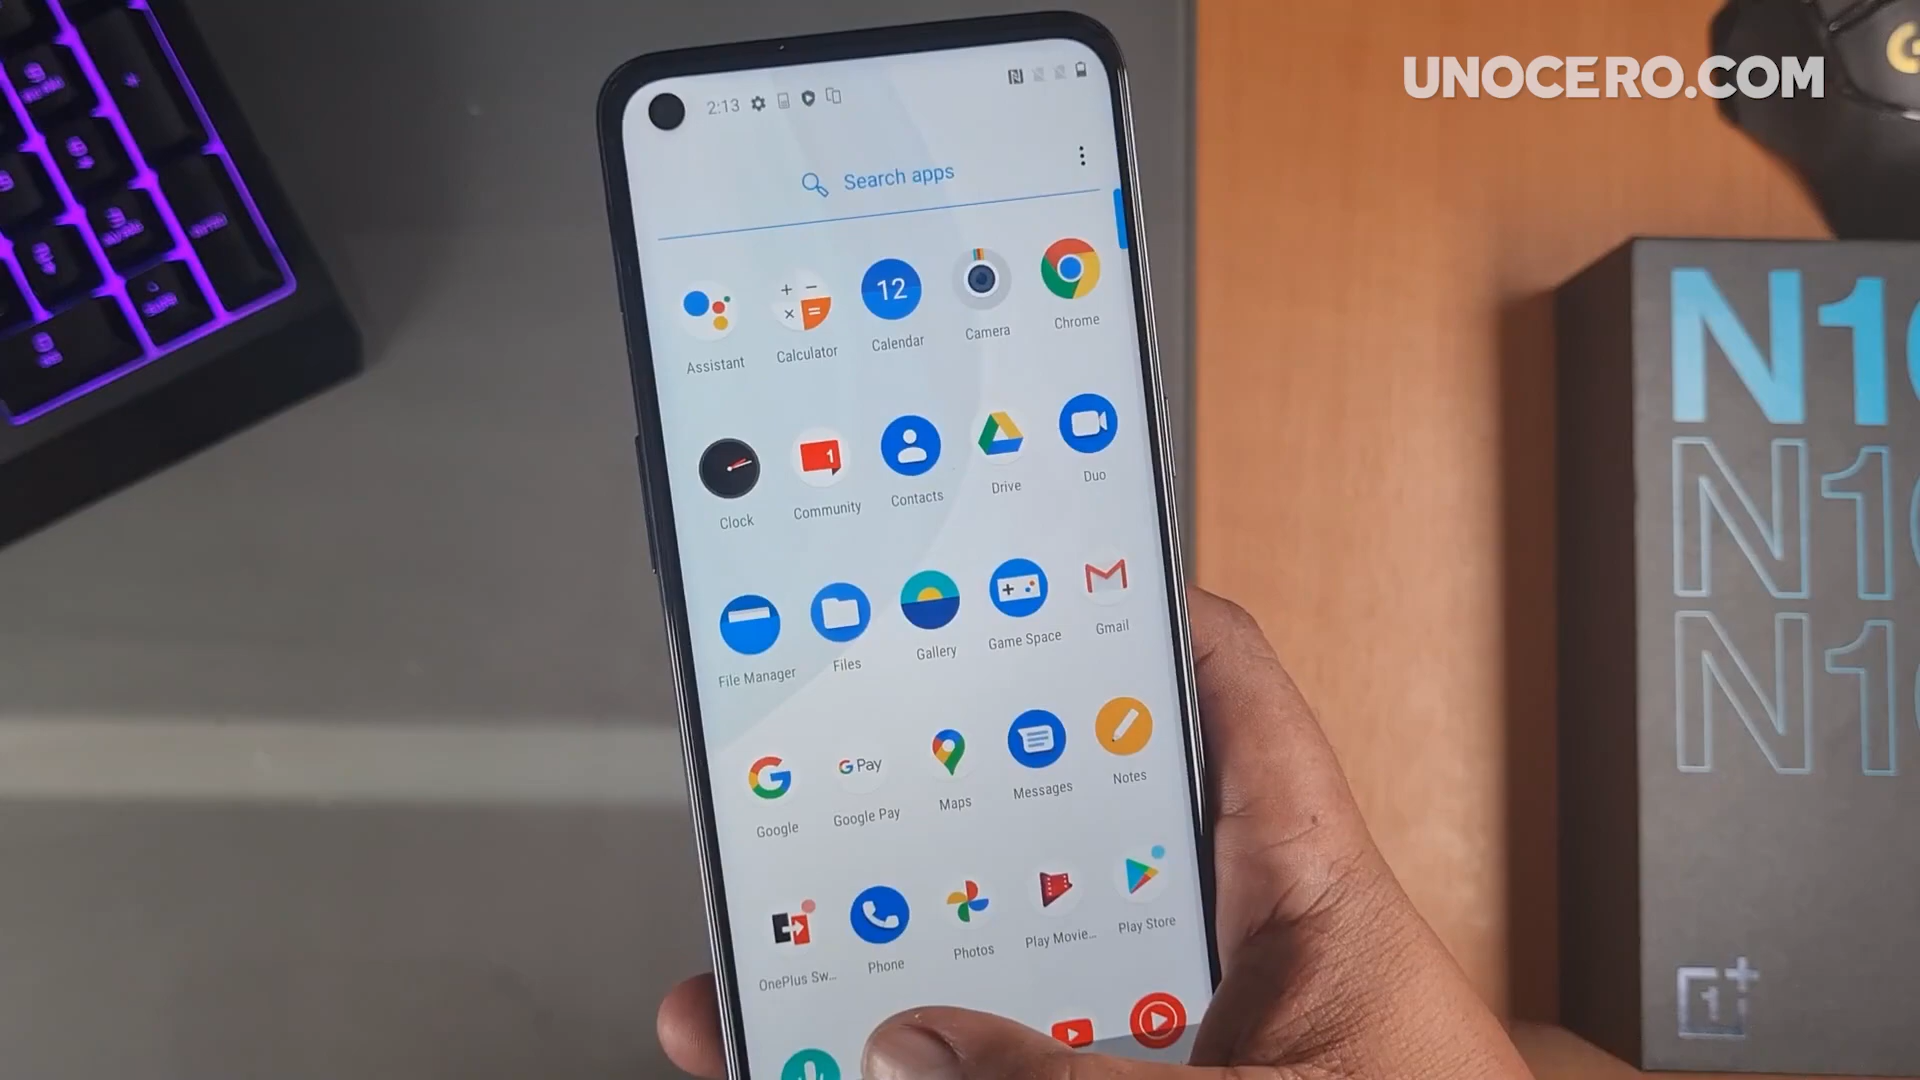 UNOCERO.COM
2:13
Search apps
12
Assistant
Calculator
Calendar
Camera
Chrome
1
Clock
Community
Contacts
Drive
Duo
File Manager
Files
Gallery
Game Space
Gmail
G Pay
Google
Google Pay
Maps
Messages
Notes
OnePlus Sw...
Phone
Photos
Play Movie...
Play Store
N1
N1
N1
1+